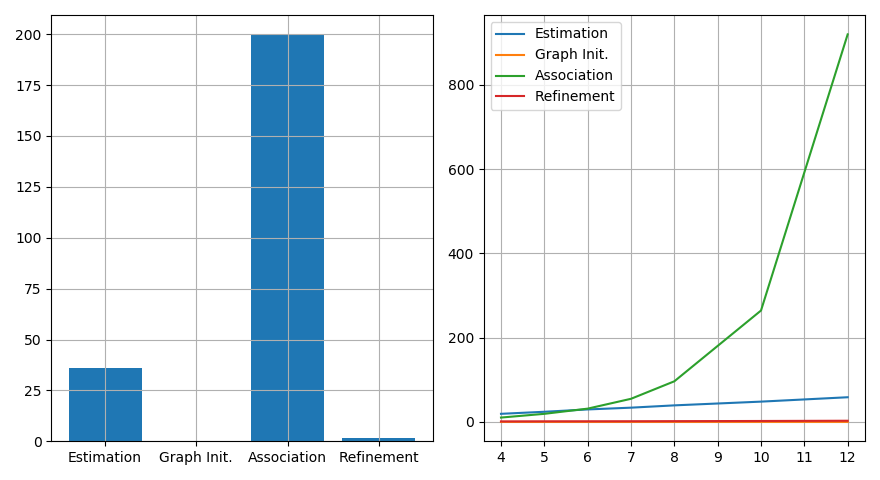 200
175
150
125
100
75
50
25
0
Estimation Graph Init. Association Refinement
Estimation
Graph Init.
Association
Refinement
800
600
400
200
0
4 5 6 7 8 9 10 11 12